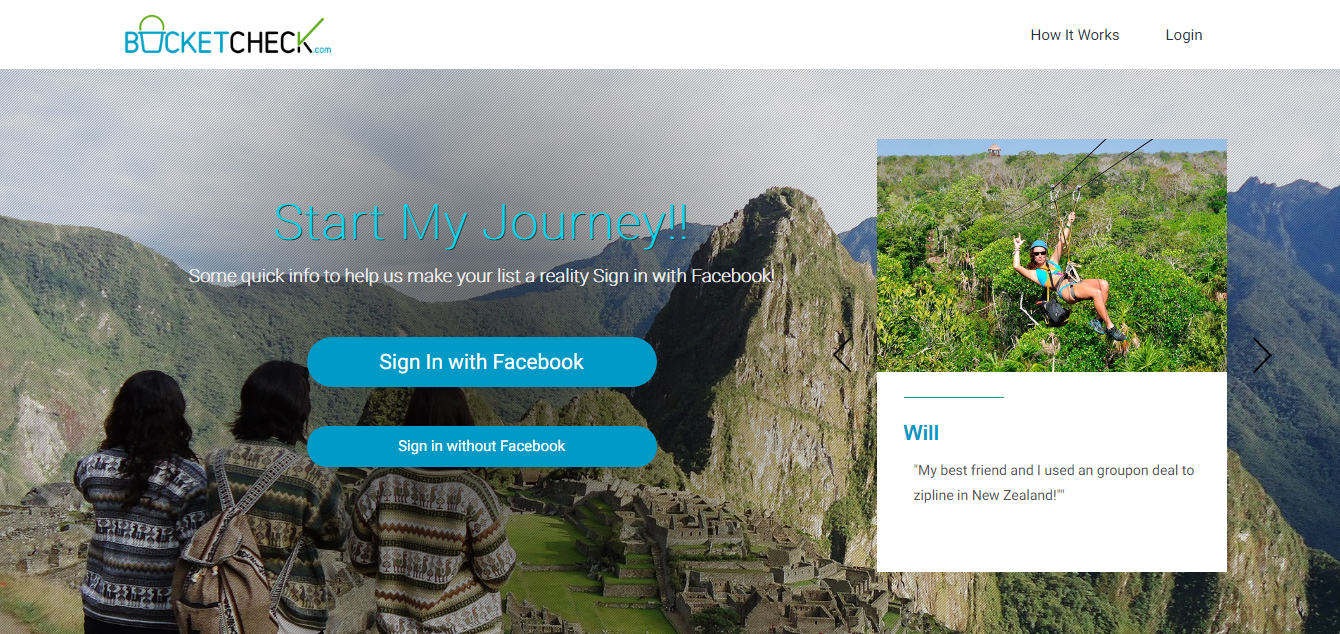 BUCKETCHECK.com
How It Works
Login
Start My Journey!!
Some quick info to help us make your list a reality Sign in with Facebook!
Sign In with Facebook
Sign in without Facebook
Will
"My best friend and I used an groupon deal to
zipline in New Zealand!""